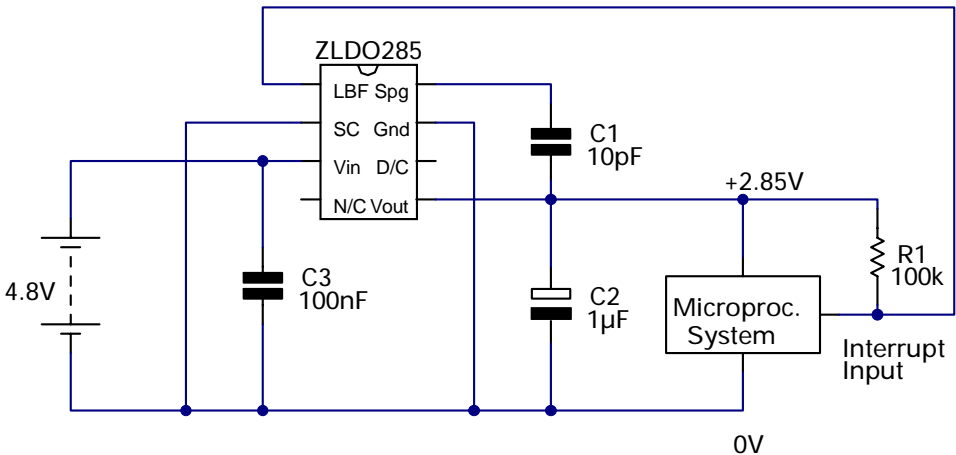 ZLDO285
LBF Spg
SC Gnd
Vin D/C
N/C Vout
C1
10pF
+2.85V
R1
100k
4.8V
C3
100nF
C2
1µF
Microproc.
System
Interrupt
Input
0V